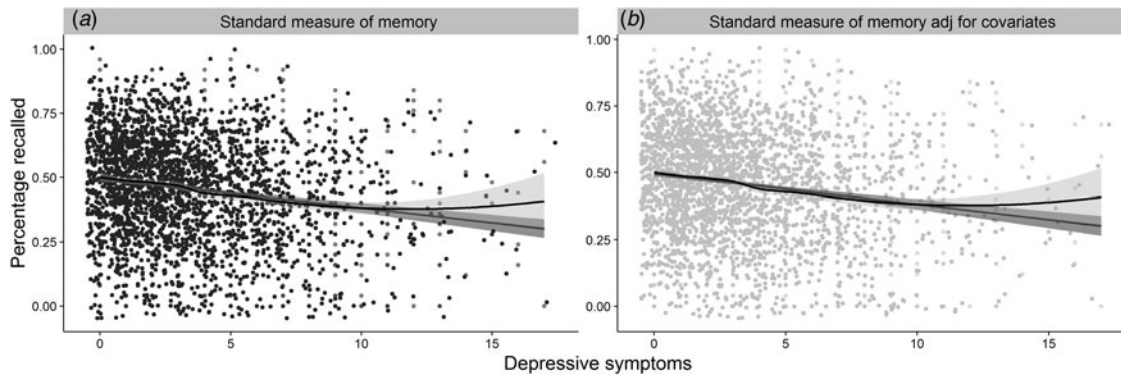 (a) Standard measure of memory
(b) Standard measure of memory adj for covariates
Percentage recalled
1.00
0.75
0.50
0.25
0.00
0 5 10 15
1.00
0.75
0.50
0.25
0.00
0 5 10 15
Depressive symptoms